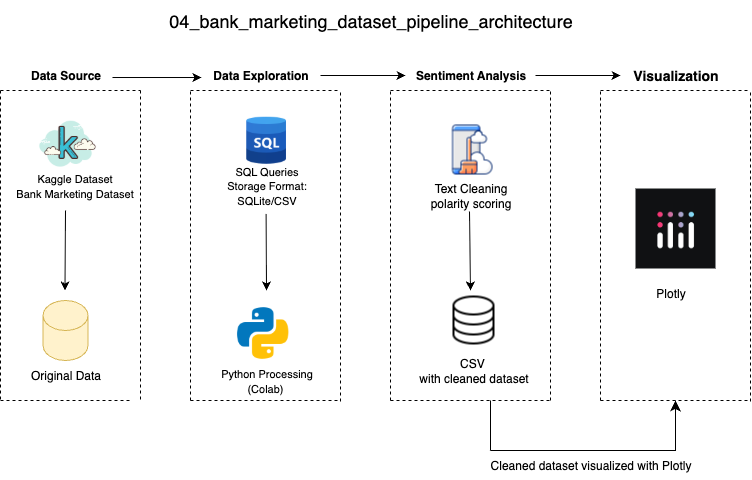 04_bank_marketing_dataset_pipeline_architecture
Data Source
Data Exploration
Sentiment Analysis
Visualization
k
Kaggle Dataset
Bank Marketing Dataset
Original Data
SQL
SQL Queries
Storage Format:
SQLite/CSV
Python Processing
(Colab)
Text Cleaning
polarity scoring
CSV
with cleaned dataset
Plotly
Cleaned dataset visualized with Plotly